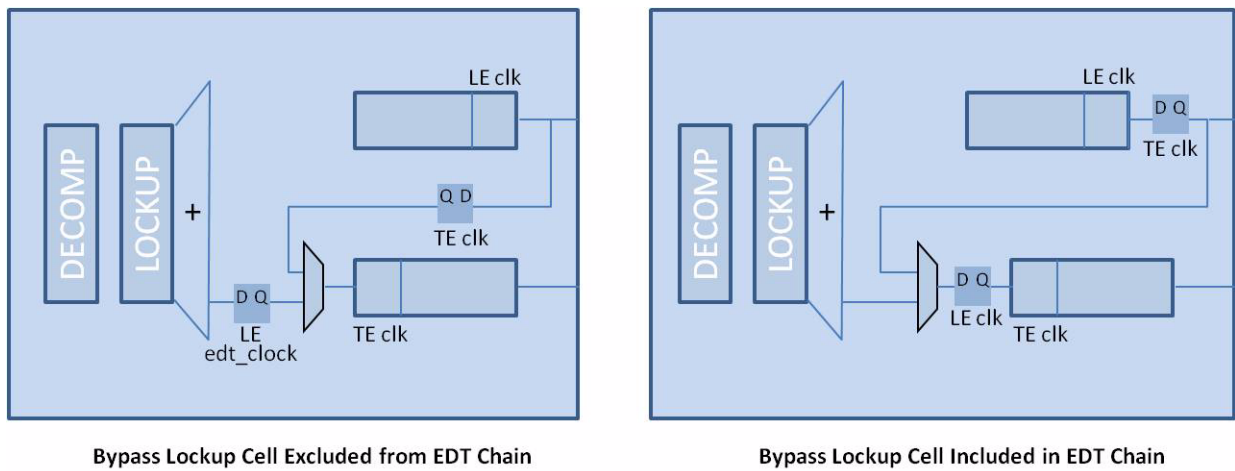 LE clk
DECOMP
LOCKUP
+
Q D
TE clk
D Q
LE
edt_clock
TE clk
Bypass Lockup Cell Excluded from EDT Chain
LE clk
D Q
TE clk
DECOMP
LOCKUP
+
D Q
LE clk
TE clk
Bypass Lockup Cell Included in EDT Chain